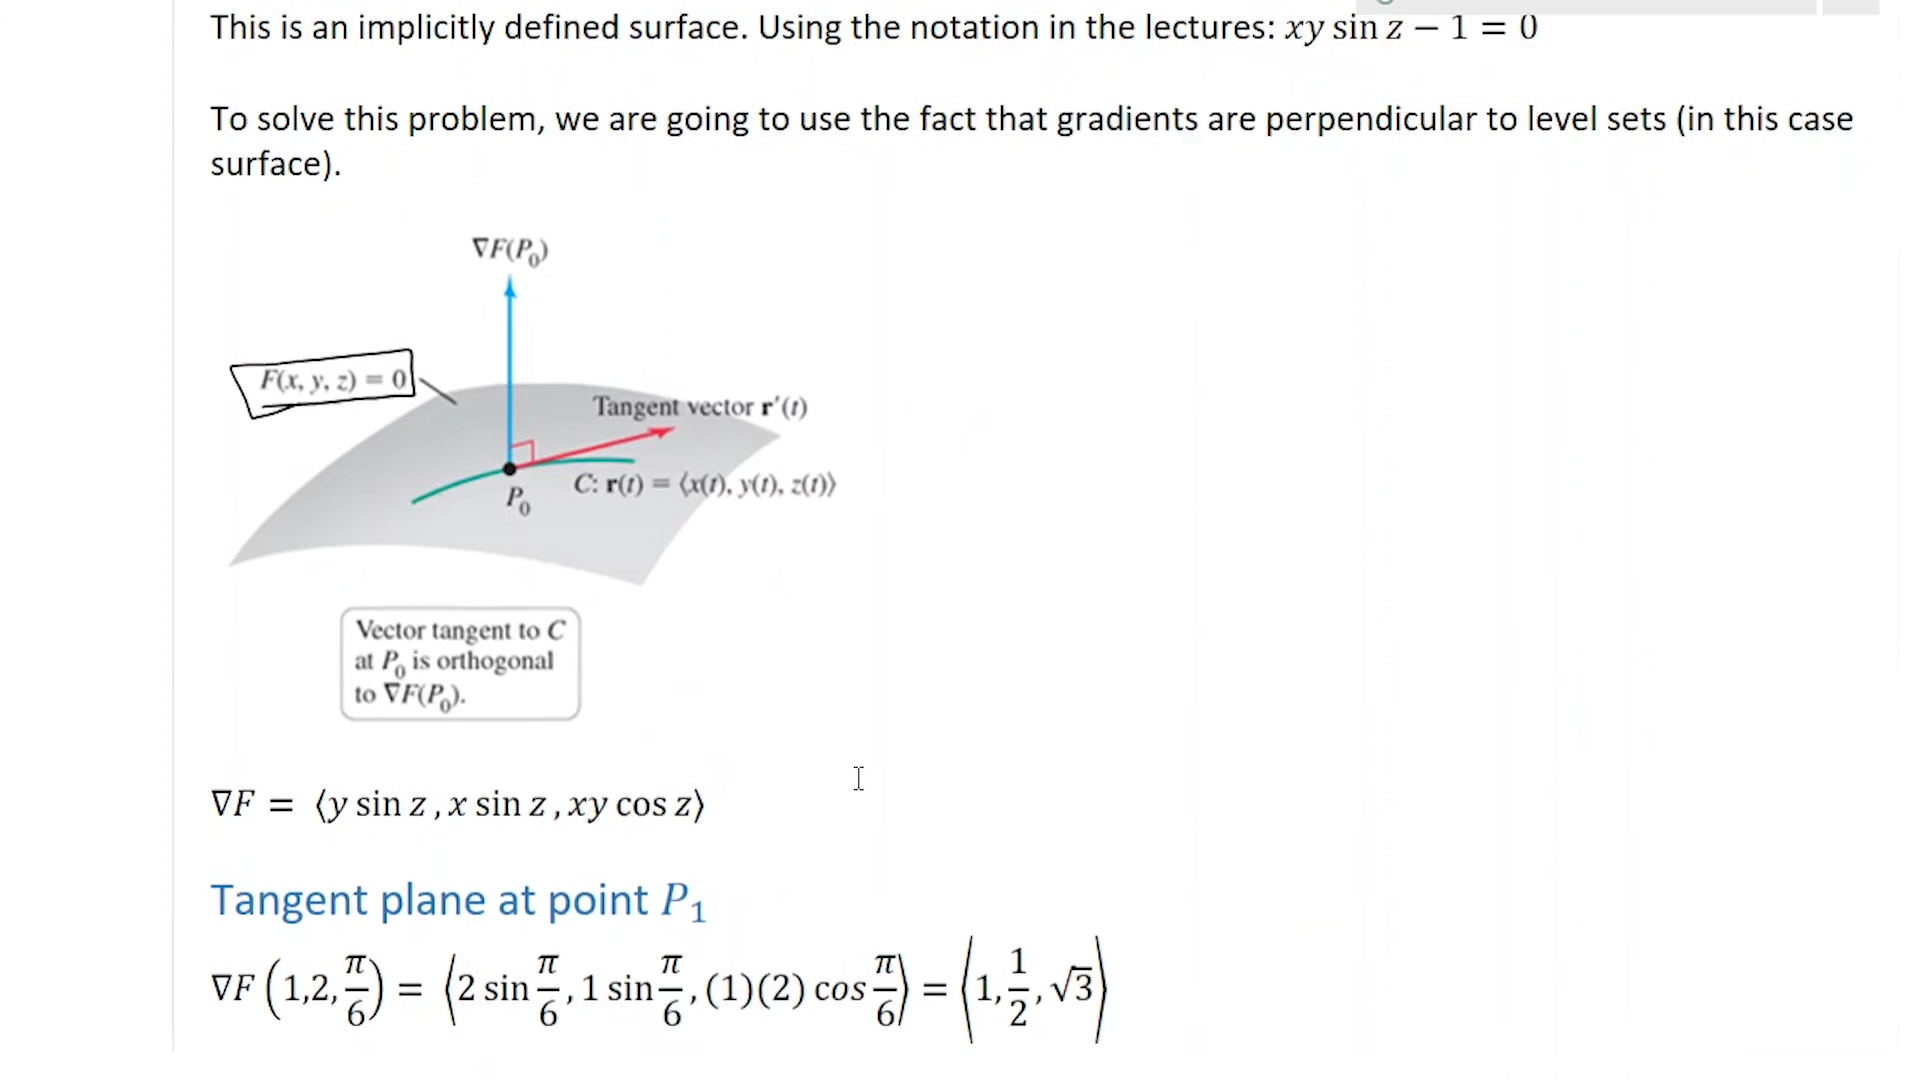 This is an implicitly defined surface. Using the notation in the lectures: xy sin z − 1 = 0
To solve this problem, we are going to use the fact that gradients are perpendicular to level sets (in this case
surface).
∇F(P₀)
F(x, y, z) = 0
Tangent vector r′(t)
C: r(t) = ⟨x(t), y(t), z(t)⟩
P₀
Vector tangent to C
at P₀ is orthogonal
to ∇F(P₀).
∇F = ⟨y sin z , x sin z , xy cos z⟩
Tangent plane at point P₁
∇F (1,2, π/6) = ⟨2 sin π/6 , 1 sin π/6 , (1)(2) cos π/6⟩ = ⟨1, 1/2 , √3⟩